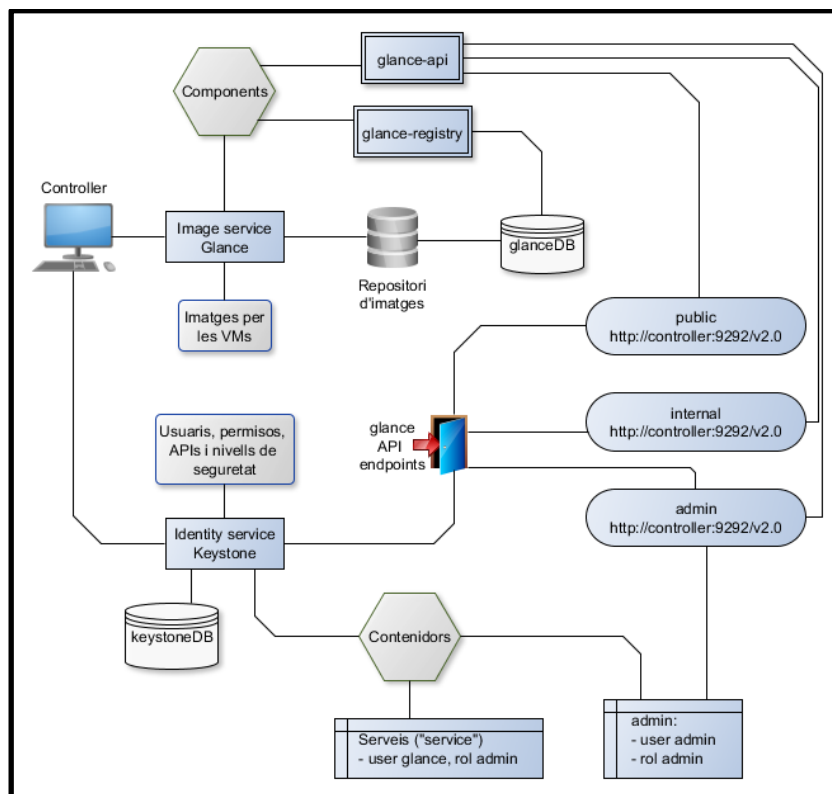 glance-api
Components
glance-registry
Controller
Image service
Glance
glanceDB
Repositori
d'imatges
Imatges per
les VMs
public
http://controller:9292/v2.0
internal
http://controller:9292/v2.0
glance
API
endpoints
Usuaris, permisos,
APIs i nivells de
seguretat
admin
http://controller:9292/v2.0
Identity service
Keystone
keystoneDB
Contenidors
Serveis ("service")
- user glance, rol admin
admin:
- user admin
- rol admin